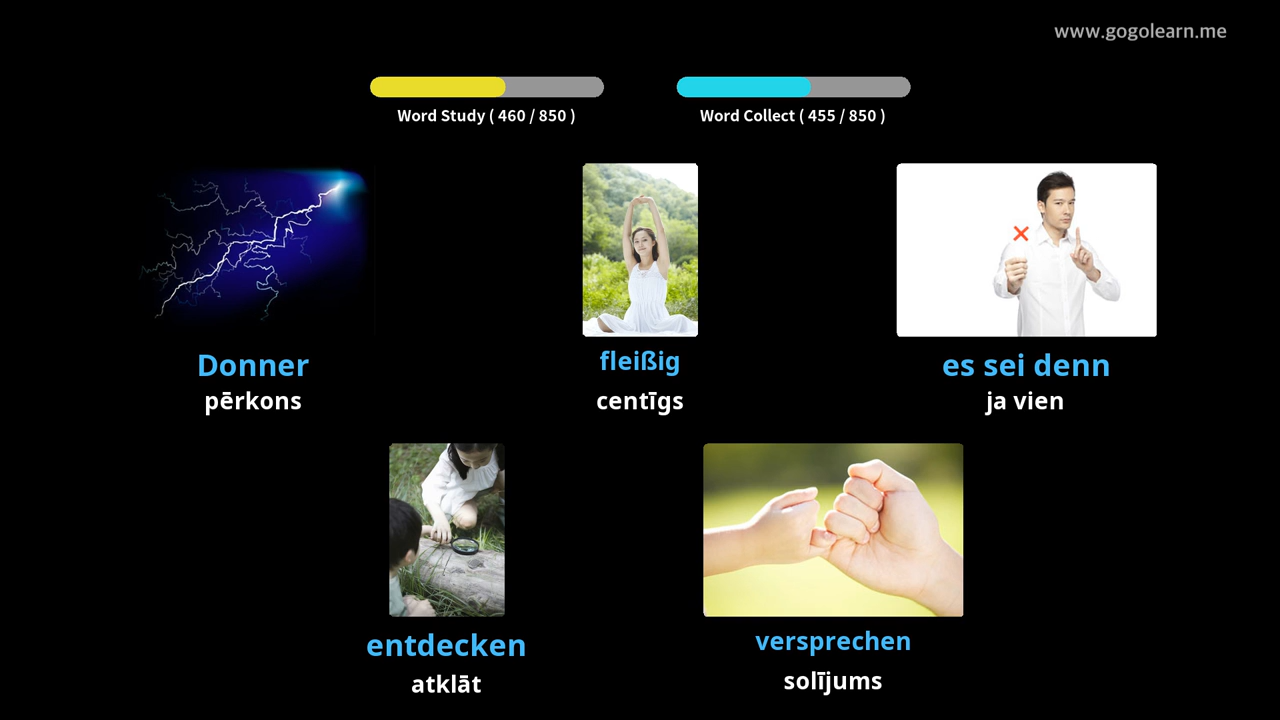 www.gogolearn.me
Word Study ( 460 / 850 )
Word Collect ( 455 / 850 )
Donner
pērkons
fleißig
centīgs
es sei denn
ja vien
entdecken
atklāt
versprechen
solījums